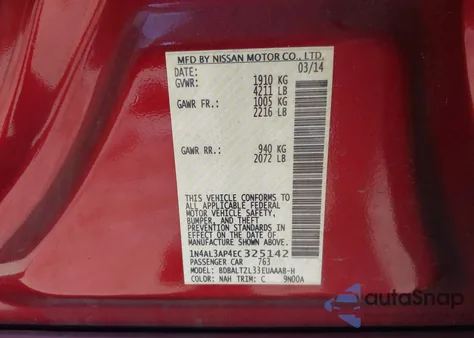 MFD BY NISSAN MOTOR CO., LTD.
DATE: 03/14
GVWR: 1910 KG
4211 LB
GAWR FR.: 1005 KG
2216 LB
GAWR RR.: 940 KG
2072 LB
THIS VEHICLE CONFORMS TO
ALL APPLICABLE FEDERAL
MOTOR VEHICLE SAFETY,
BUMPER, AND THEFT
PREVENTION STANDARDS IN
EFFECT ON THE DATE OF
MANUFACTURE SHOWN ABOVE
1N4AL3AP4EC325142
PASSENGER CAR 763
MODEL: BDBALTZL33EUAAAB-H
COLOR: NAH TRIM: C 9N00A
autaSnap